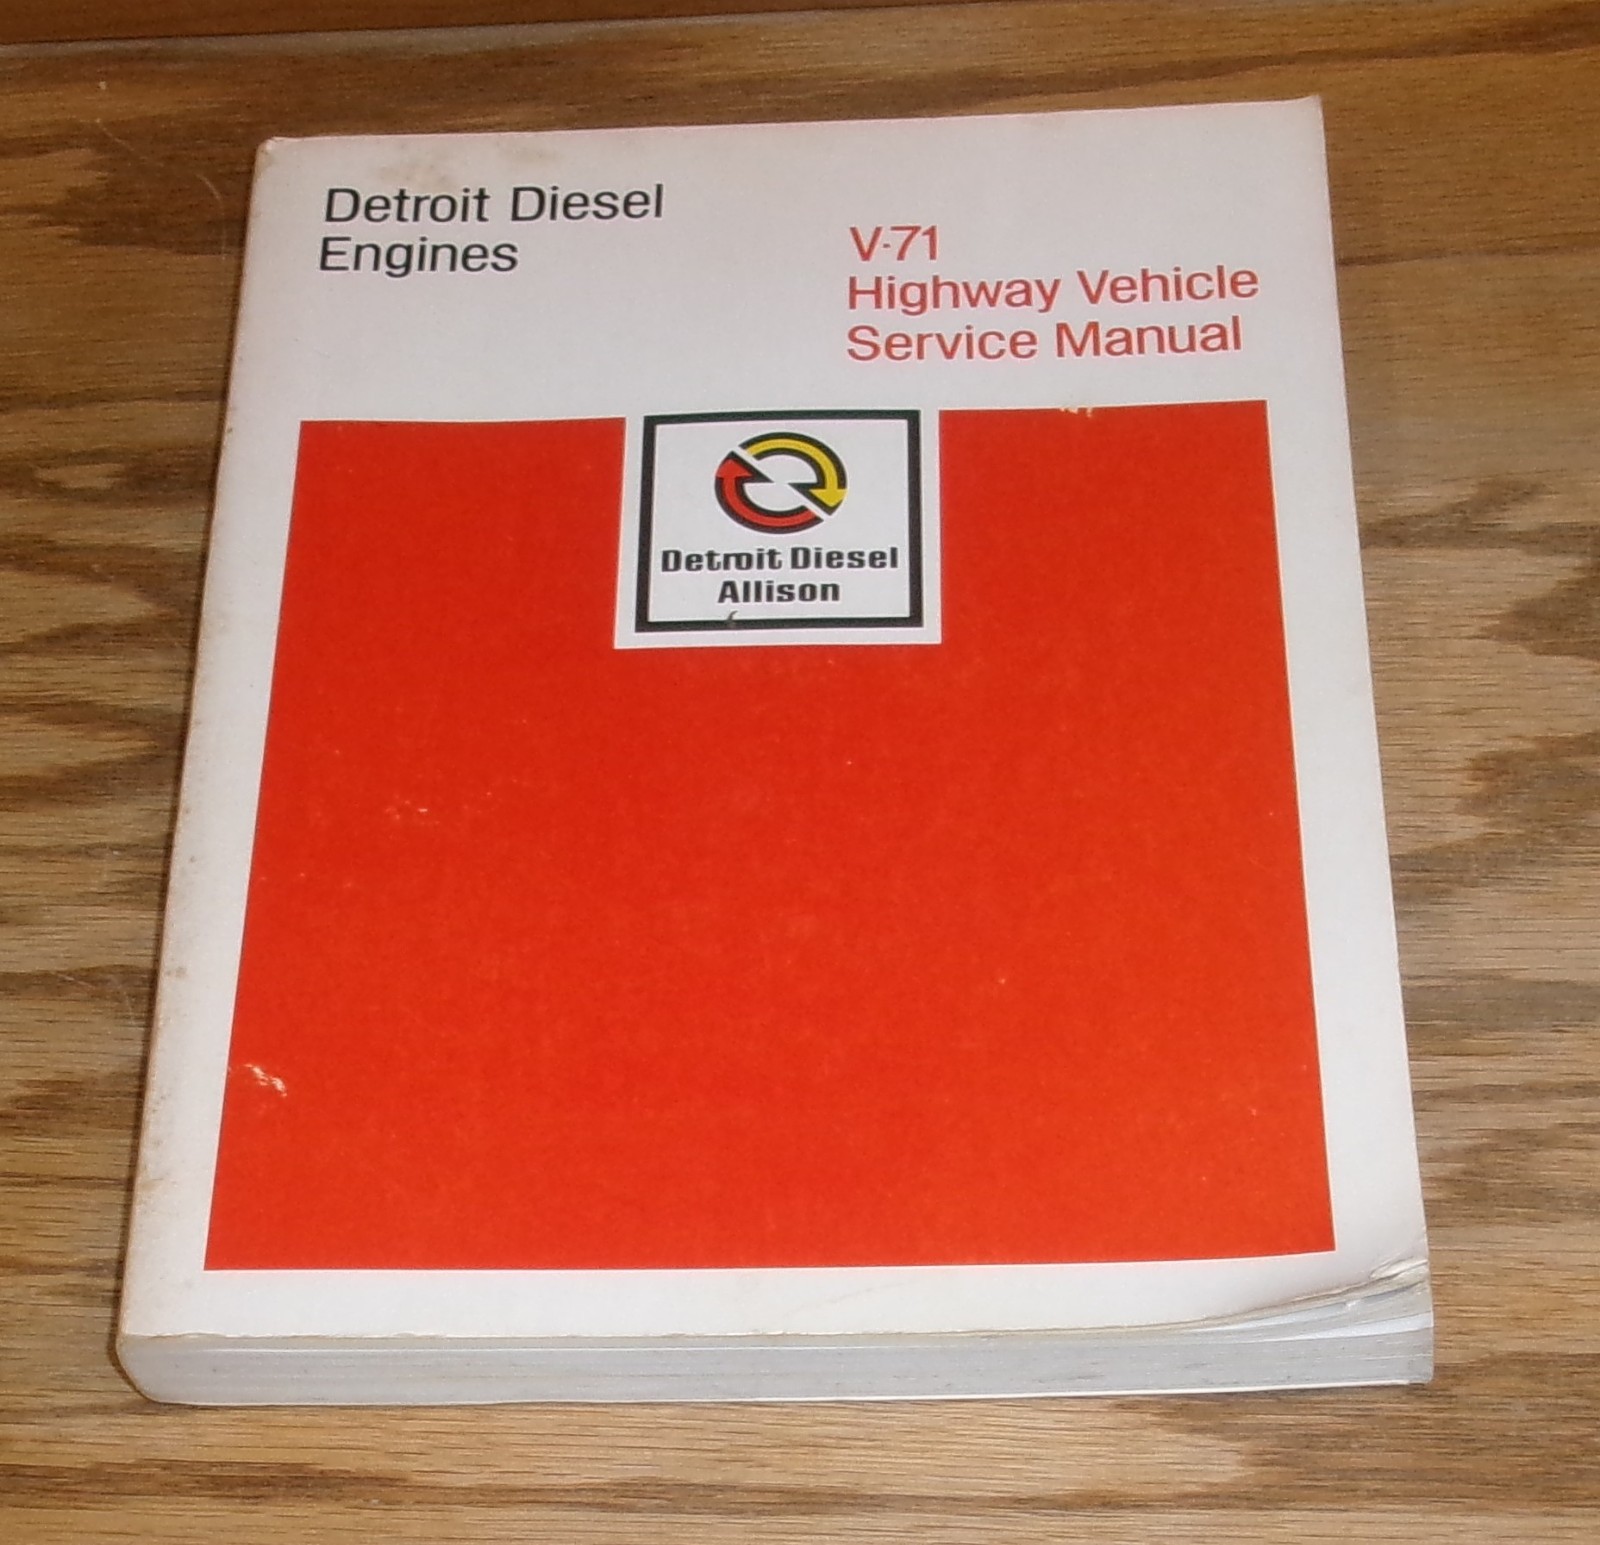 Detroit Diesel
Engines
V-71
Highway Vehicle
Service Manual
Detroit Diesel
Allison